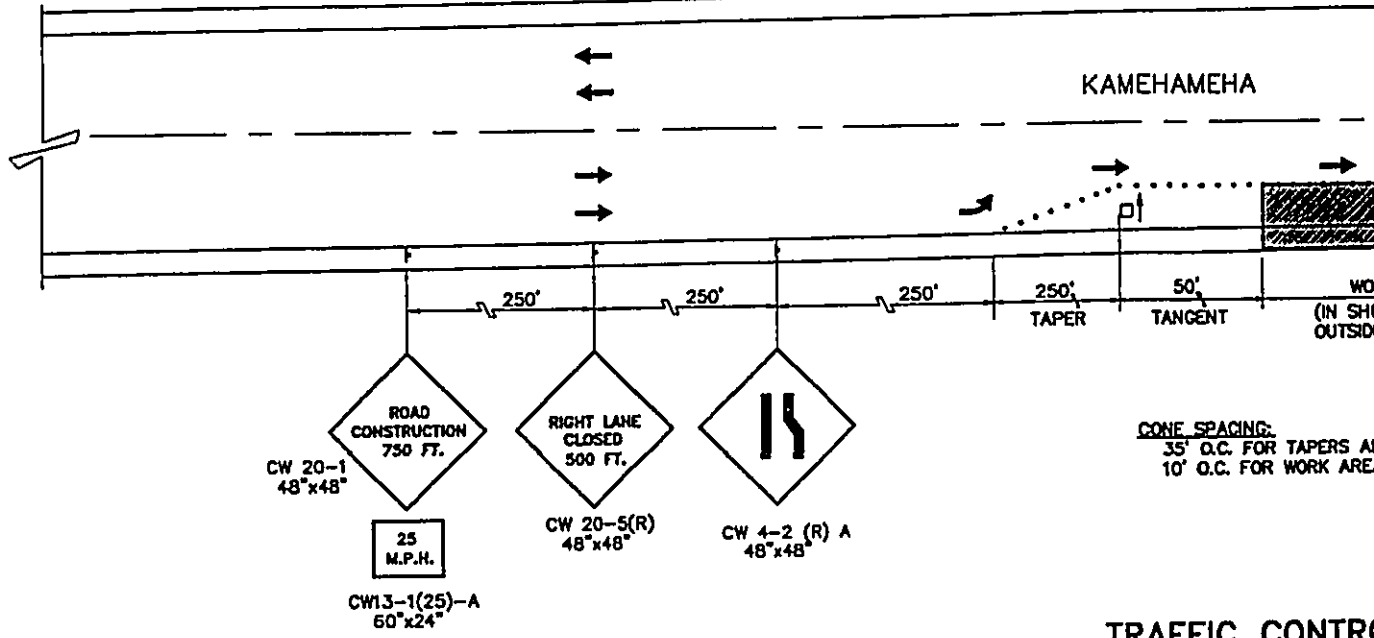 KAMEHAMEHA
250'
250'
250'
250'
50'
TAPER
TANGENT
(IN
ROAD
CONSTRUCTION
750 FT.
RIGHT LANE
CLOSED
500 FT.
CW 20-1
48"x48"
25
M.P.H.
CW13-1(25)-A
60"x24"
CW 20-5(R)
48"x48"
CW 4-2 (R) A
48"x48"
CONE SPACING:
35' O.C. FOR TAPERS
10' O.C. FOR WORK AREA
TRAFFIC